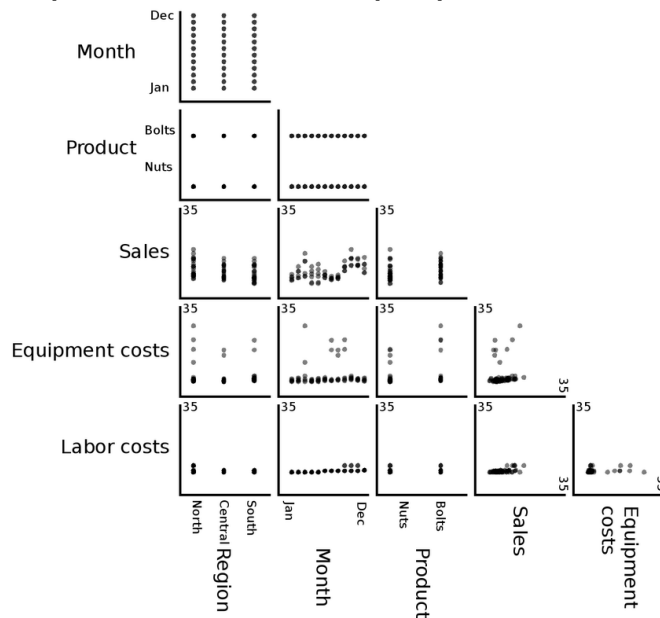 Dec
Month
Jan
Bolts
Product
Nuts
35
35
35
Sales
35
35
35
35
Equipment costs
35
35
35
35
35
35
Labor costs
35
North
Central
South
Region
Jan
Dec
Month
Nuts
Bolts
Product
Sales
Equipment
costs